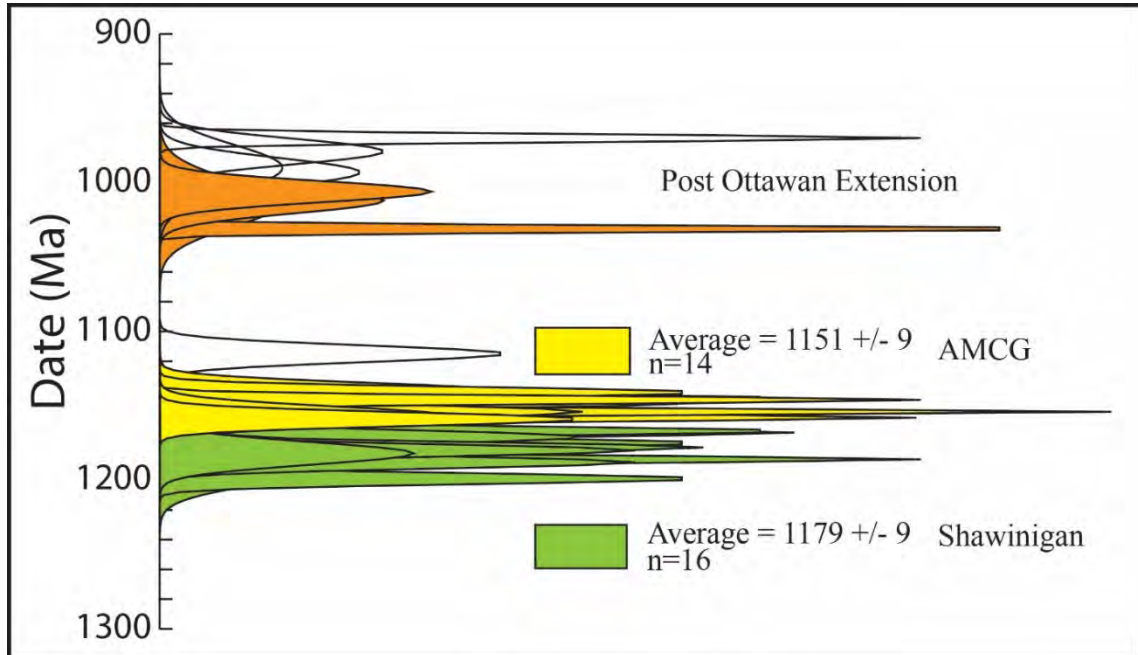 900
1000
Post Ottawan Extension
1100
Average = 1151 +/- 9 AMCG
n=14
1200
Average = 1179 +/- 9 Shawinigan
n=16
1300
Date (Ma)